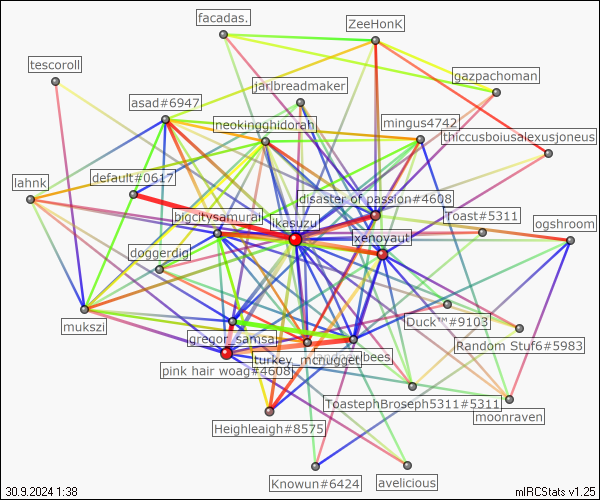 facadas.
ZeeHonK
tescoroll
gazpachoman
jarlbreadmaker
asad#6947
neokingghidorah
mingus4742
thiccusboiusalexusjoneus
lahnk
default#0617
disaster of passion#4608
bigcitysamurai
ikasuzu
Toast#5311
ogshroom
xenoyaut
doggerdig
mukszi
Duck™#9103
gregor_samsa
Random Stuf6#5983
turkey_mcnugget
bees
pink hair woag#4608
ToastephBroseph5311#5311
moonraven
Heighleaigh#8575
Knowun#6424
avelicious
30.9.2024 1:38
mIRCStats v1.25